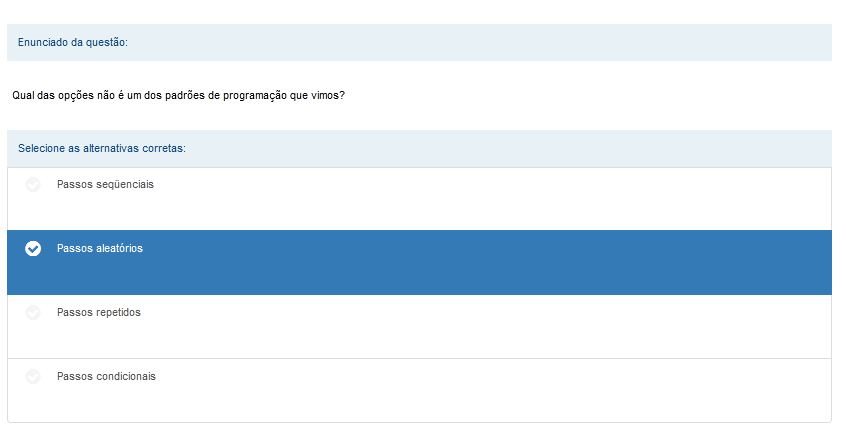 Enunciado da questão:
Qual das opções não é um dos padrões de programação que vimos?
Selecione as alternativas corretas:
Passos seqüenciais
Passos aleatórios
Passos repetidos
Passos condicionais